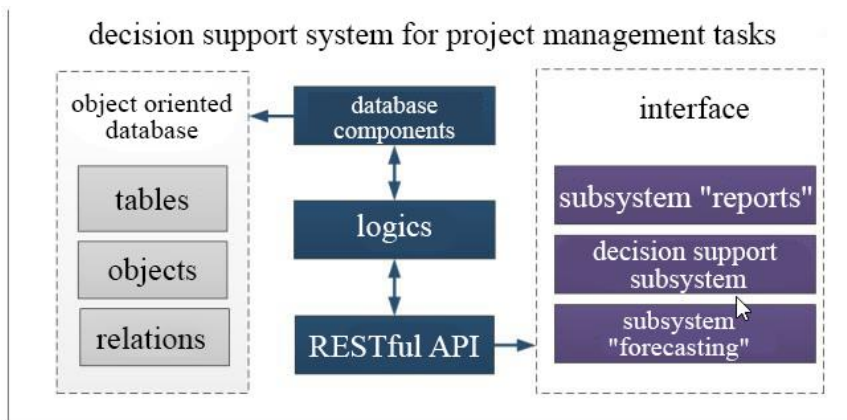 decision support system for project management tasks
object oriented
database
tables
objects
relations
database
components
logics
RESTful API
interface
subsystem "reports"
decision support
subsystem
subsystem
"forecasting"